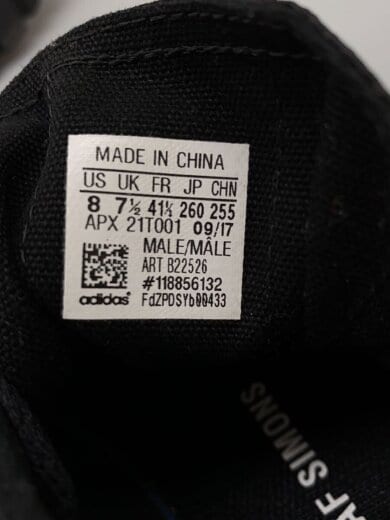 MADE IN CHINA
US UK FR JP CHN
8 7½ 41⅓ 260 255
APX 21T001 09/17
MALE/MÂLE
ART B22526
#118856132
adidas® FdZPDSYb00433
AF SIMONS